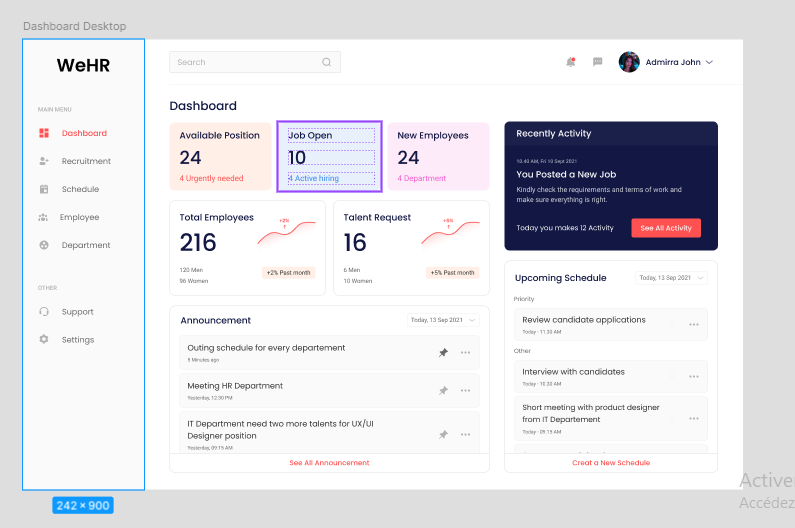 Dashboard Desktop
WeHR
MAIN MENU
Dashboard
Recruitment
Schedule
Employee
Department
OTHER
Support
Settings
242 × 900
Search
Admirra John
Dashboard
Available Position
24
4 Urgently needed
Job Open
10
4 Active hiring
New Employees
24
4 Department
Total Employees
216
120 Men
96 Women
+2%
+2% Past month
Talent Request
16
6 Men
10 Women
+5%
+5% Past month
Announcement
Today, 13 Sep 2021
Outing schedule for every departement
5 Minutes ago
Meeting HR Department
Yesterday, 12:30 PM
IT Department need two more talents for UX/UI
Designer position
Yesterday, 09:15 AM
See All Announcement
Recently Activity
10.40 AM, Fri 10 Sept 2021
You Posted a New Job
Kindly check the requirements and terms of work and
make sure everything is right.
Today you makes 12 Activity
See All Activity
Upcoming Schedule
Today, 13 Sep 2021
Priority
Review candidate applications
Today - 11.30 AM
Other
Interview with candidates
Today - 10.30 AM
Short meeting with product designer
from IT Departement
Today - 09.15 AM
Creat a New Schedule
Active
Accédez